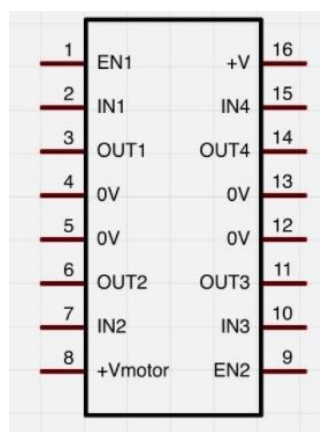 1 EN1 +V 16
2 IN1 IN4 15
3 OUT1 OUT4 14
4 0V 0V 13
5 0V 0V 12
6 OUT2 OUT3 11
7 IN2 IN3 10
8 +Vmotor EN2 9